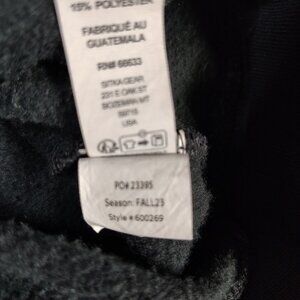 15% POLYESTER
FABRIQUÉ AU
GUATEMALA
RN# 66633
SITKA GEAR
231 E OAK ST
BOZEMAN MT
59715
USA
PO# 23395
Season: FALL23
Style # 600269